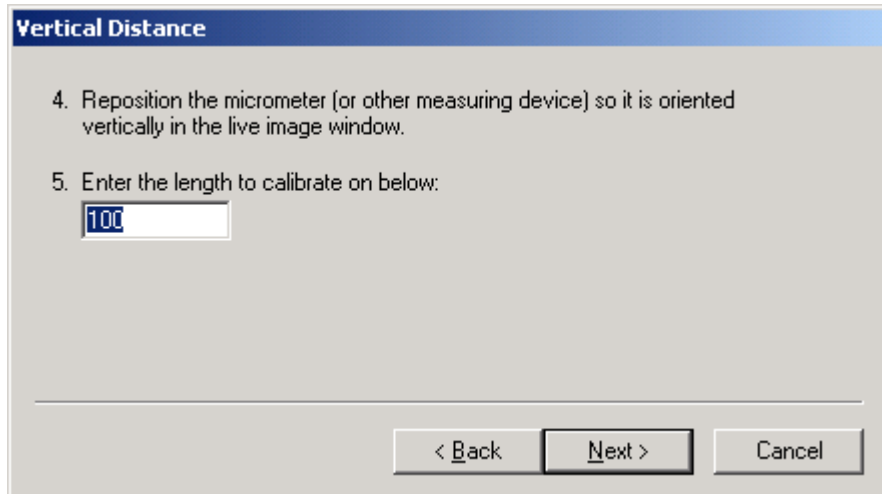 Vertical Distance
4. Reposition the micrometer (or other measuring device) so it is oriented
vertically in the live image window.
5. Enter the length to calibrate on below:
100
< Back
Next >
Cancel